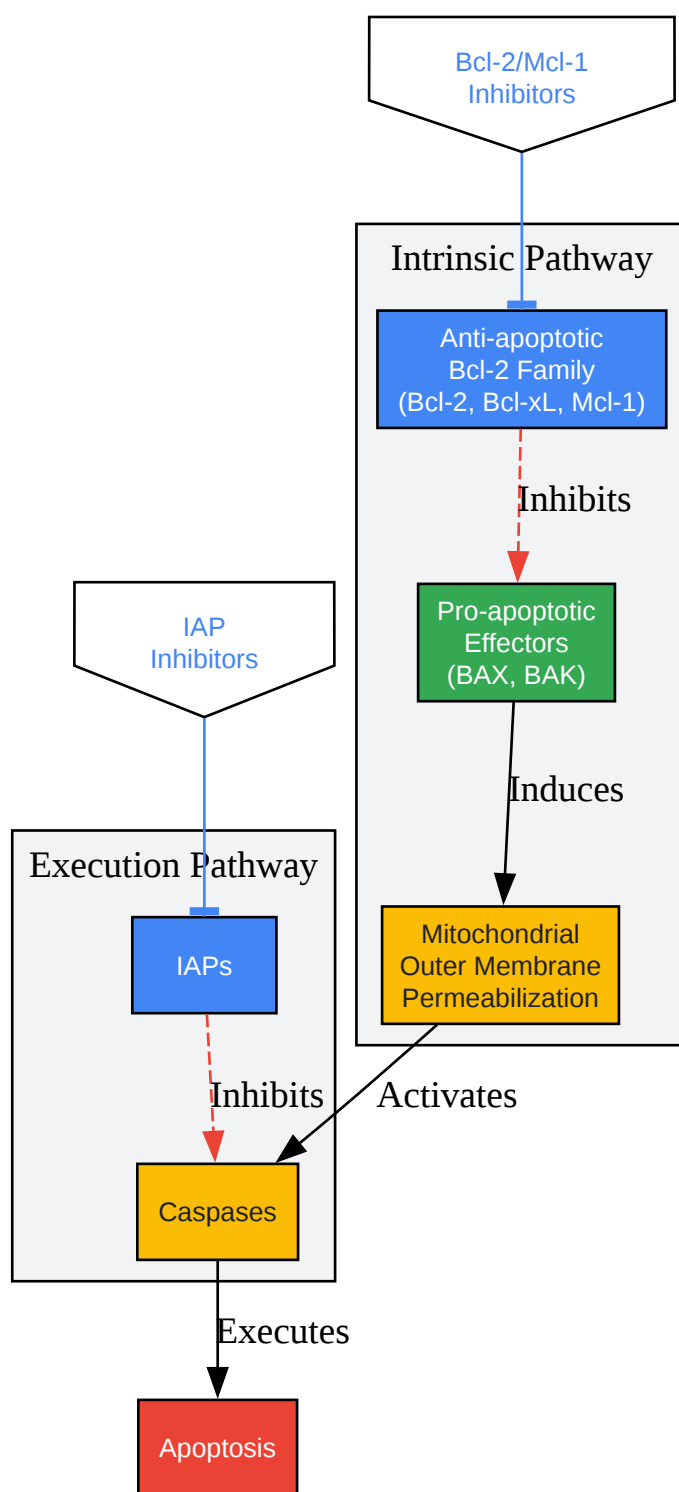 Bcl-2/Mcl-1
Inhibitors
Intrinsic Pathway
Anti-apoptotic
Bcl-2 Family
(Bcl-2, Bcl-xL, Mcl-1)
Inhibits
Pro-apoptotic
Effectors
(BAX, BAK)
IAP
Inhibitors
Induces
Execution Pathway
Mitochondrial
Outer Membrane
Permeabilization
IAPs
Inhibits
Activates
Caspases
Executes
Apoptosis